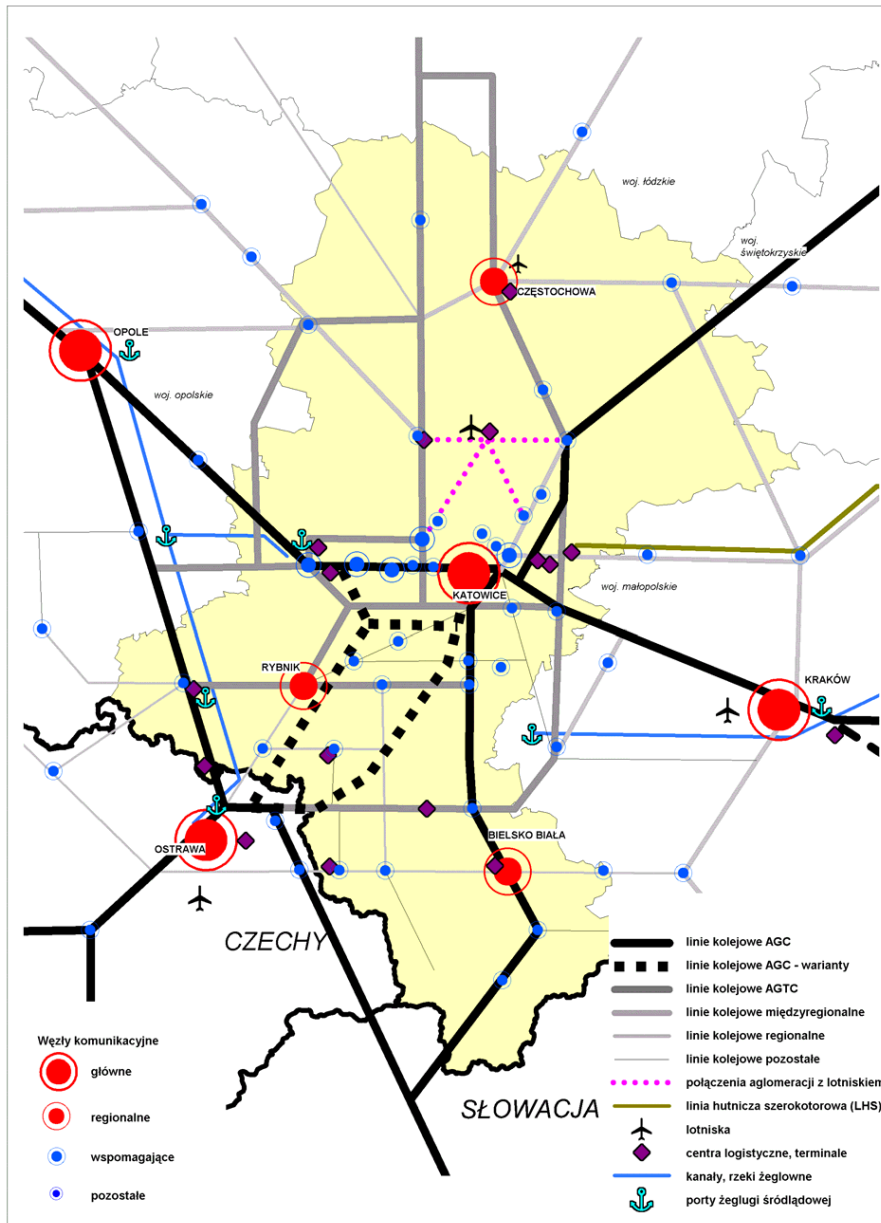 woj. łódzkie
woj.
świętokrzyskie
CZĘSTOCHOWA
OPOLE
woj. opolskie
KATOWICE
woj. małopolskie
RYBNIK
KRAKÓW
OSTRAWA
BIELSKO BIAŁA
CZECHY
SŁOWACJA
linie kolejowe AGC
linie kolejowe AGC - warianty
linie kolejowe AGTC
linie kolejowe międzyregionalne
linie kolejowe regionalne
linie kolejowe pozostałe
połączenia aglomeracji z lotniskiem
linia hutnicza szerokotorowa (LHS)
lotniska
centra logistyczne, terminale
kanały, rzeki żeglowne
porty żeglugi śródlądowej
Węzły komunikacyjne
główne
regionalne
wspomagające
pozostałe